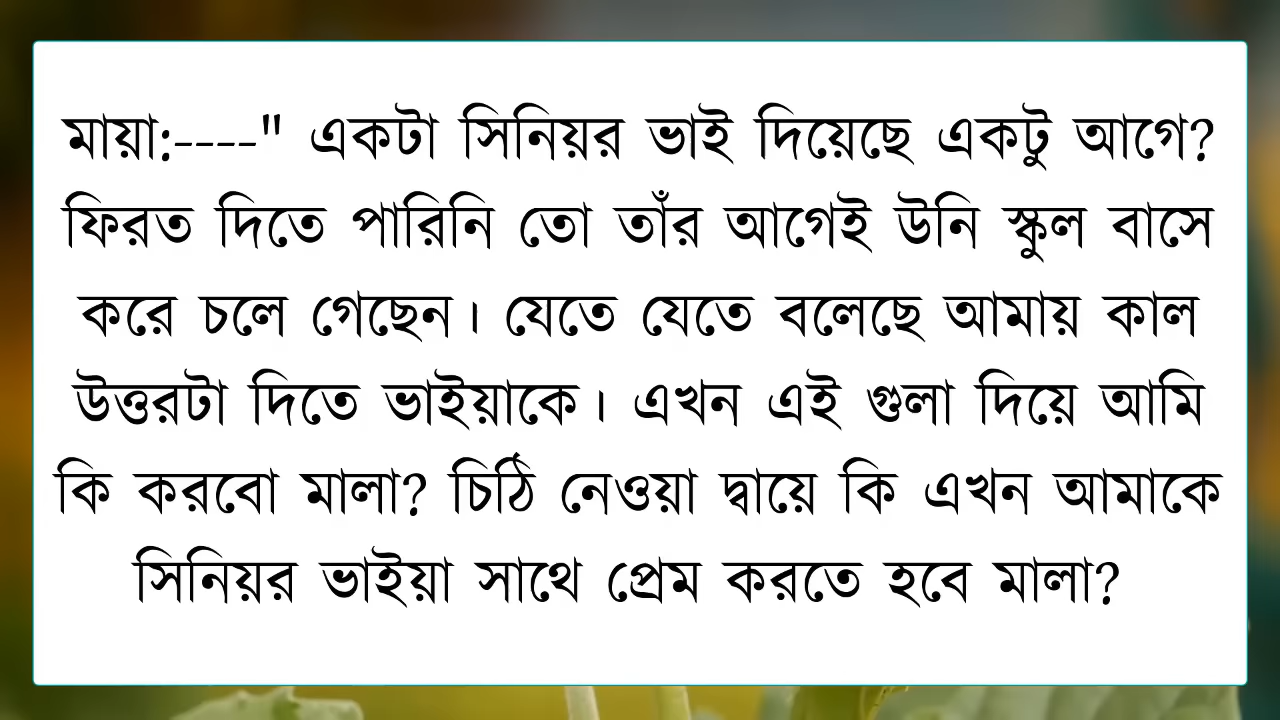 মায়া:----" একটা সিনিয়র ভাই দিয়েছে একটু আগে?
ফিরত দিতে পারিনি তো তাঁর আগেই উনি স্কুল বাসে
করে চলে গেছেন। যেতে যেতে বলেছে আমায় কাল
উত্তরটা দিতে ভাইয়াকে। এখন এই গুলা দিয়ে আমি
কি করবো মালা? চিঠি নেওয়া দ্বায়ে কি এখন আমাকে
সিনিয়র ভাইয়া সাথে প্রেম করতে হবে মালা?